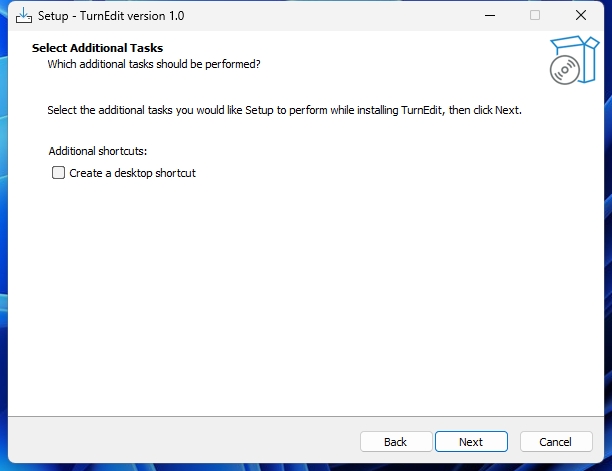 Setup - TurnEdit version 1.0
Select Additional Tasks
Which additional tasks should be performed?
Select the additional tasks you would like Setup to perform while installing TurnEdit, then click Next.
Additional shortcuts:
Create a desktop shortcut
Back
Next
Cancel